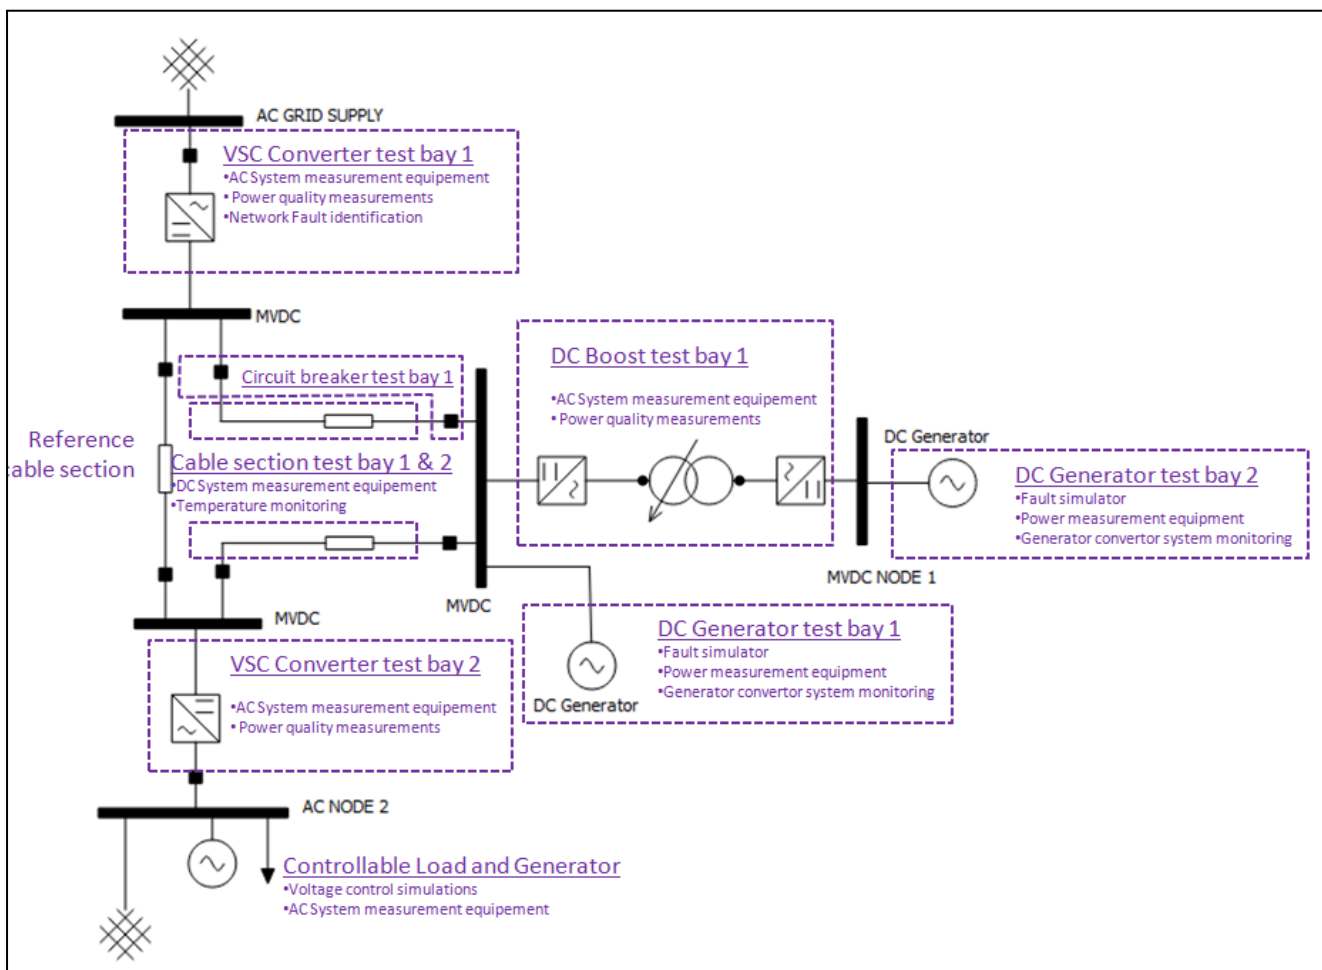 AC GRID SUPPLY
VSC Converter test bay 1
•AC System measurement equipement
•Power quality measurements
•Network Fault identification
MVDC
Circuit breaker test bay 1
DC Boost test bay 1
•AC System measurement equipement
•Power quality measurements
Reference
cable section
Cable section test bay 1 & 2
•DC System measurement equipement
•Temperature monitoring
DC Generator
DC Generator test bay 2
•Fault simulator
•Power measurement equipment
•Generator convertor system monitoring
MVDC NODE 1
MVDC
MVDC
DC Generator test bay 1
•Fault simulator
•Power measurement equipment
•Generator convertor system monitoring
DC Generator
VSC Converter test bay 2
•AC System measurement equipement
•Power quality measurements
AC NODE 2
Controllable Load and Generator
•Voltage control simulations
•AC System measurement equipement